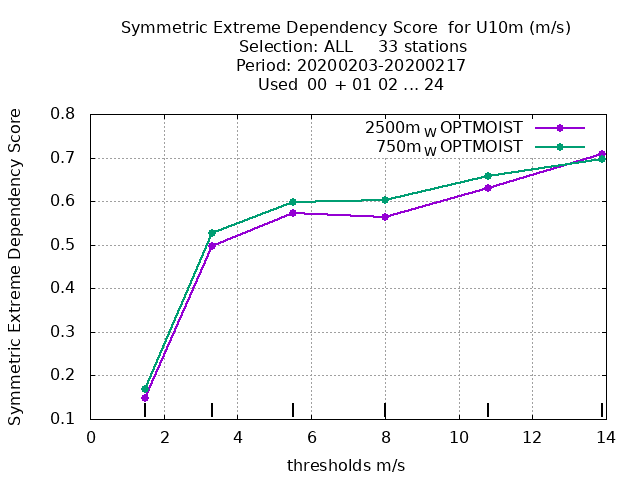 Symmetric Extreme Dependency Score  for U10m (m/s)
Selection: ALL     33 stations
Period: 20200203-20200217
Used  00  + 01 02 ... 24
2500m_W OPTMOIST
750m_W OPTMOIST
0.8
0.7
0.6
0.5
0.4
0.3
0.2
0.1
Symmetric Extreme Dependency Score
0 2 4 6 8 10 12 14
thresholds m/s